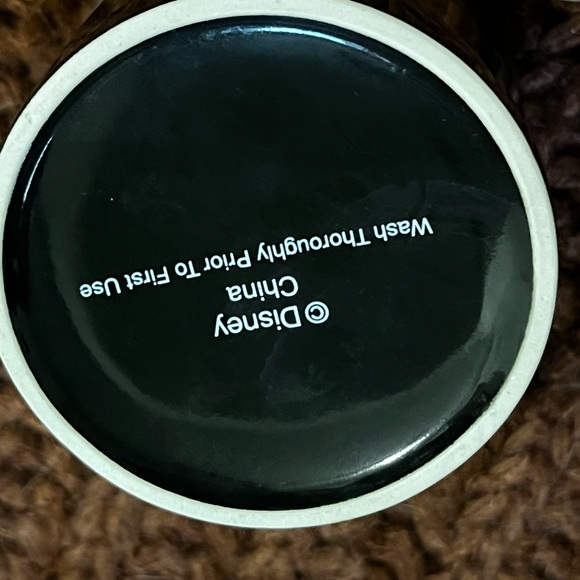 ©Disney
China
Wash Thoroughly Prior To First Use